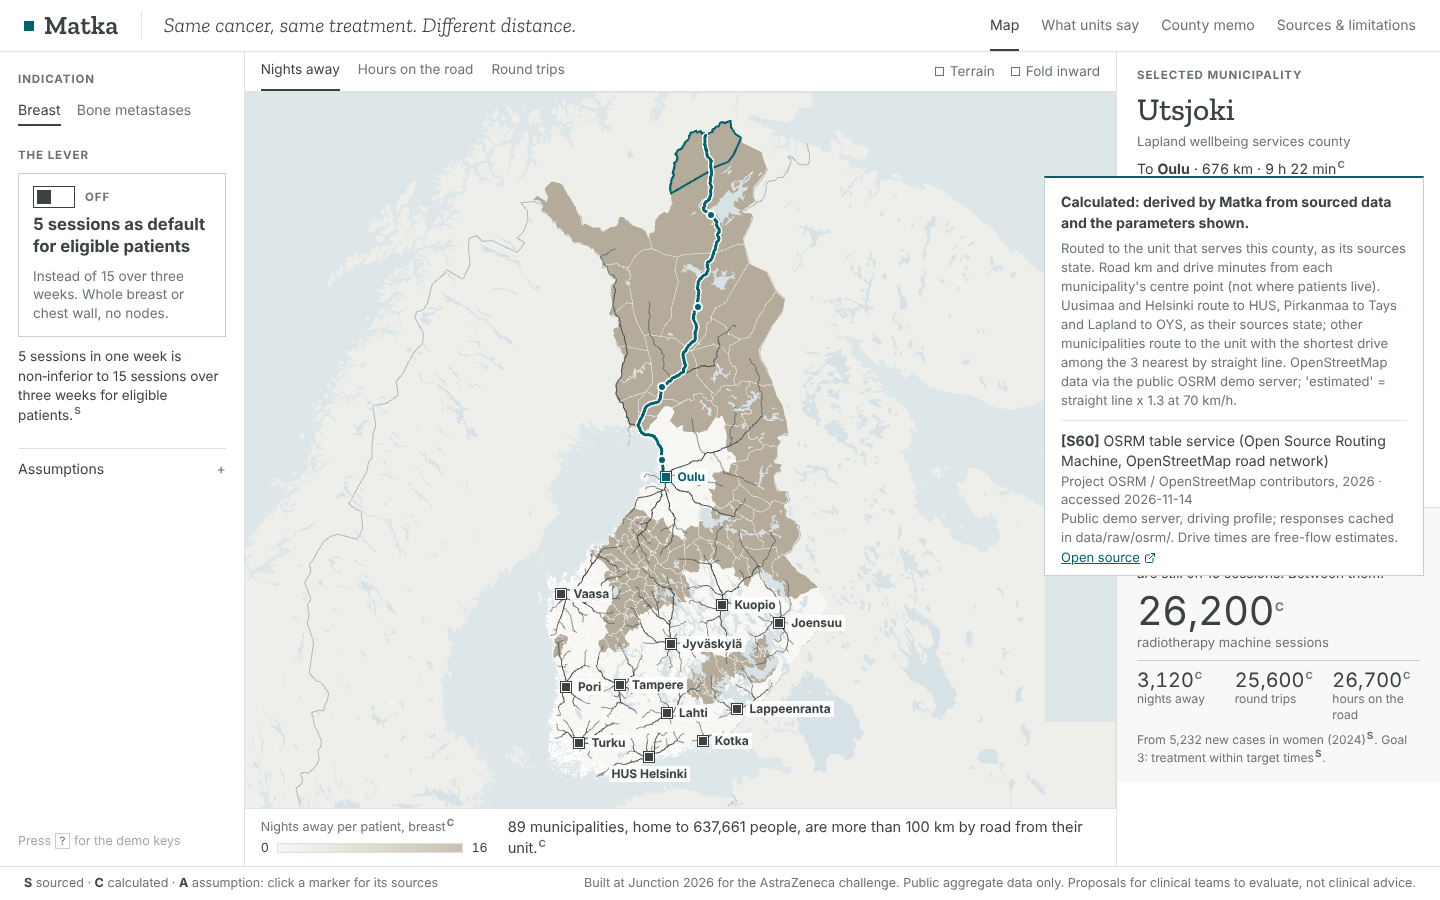 Matka
Same cancer, same treatment. Different distance.
Map
What units say
County memo
Sources & limitations
INDICATION
Breast
Bone metastases
THE LEVER
OFF
5 sessions as default
for eligible patients
Instead of 15 over three
weeks. Whole breast or
chest wall, no nodes.
5 sessions in one week is
non-inferior to 15 sessions over
three weeks for eligible
patients.S
Assumptions +
Press ? for the demo keys
Nights away
Hours on the road
Round trips
Terrain
Fold inward
Oulu
Vaasa
Kuopio
Joensuu
Jyväskylä
Pori
Tampere
Lahti
Lappeenranta
Turku
Kotka
HUS Helsinki
Nights away per patient, breastC
0 16
89 municipalities, home to 637,661 people, are more than 100 km by road from their
unit.C
SELECTED MUNICIPALITY
Utsjoki
Lapland wellbeing services county
To Oulu · 676 km · 9 h 22 minC
Calculated: derived by Matka from sourced data
and the parameters shown.
Routed to the unit that serves this county, as its sources
state. Road km and drive minutes from each
municipality's centre point (not where patients live).
Uusimaa and Helsinki route to HUS, Pirkanmaa to Tays
and Lapland to OYS, as their sources state; other
municipalities route to the unit with the shortest drive
among the 3 nearest by straight line. OpenStreetMap
data via the public OSRM demo server; 'estimated' =
straight line x 1.3 at 70 km/h.
[S60] OSRM table service (Open Source Routing
Machine, OpenStreetMap road network)
Project OSRM / OpenStreetMap contributors, 2026 ·
accessed 2026-11-14
Public demo server, driving profile; responses cached
in data/raw/osrm/. Drive times are free-flow estimates.
Open source
26,200C
radiotherapy machine sessions
3,120C
nights away
25,600C
round trips
26,700C
hours on the
road
From 5,232 new cases in women (2024)S. Goal
3: treatment within target timesS.
S sourced · C calculated · A assumption: click a marker for its sources
Built at Junction 2026 for the AstraZeneca challenge. Public aggregate data only. Proposals for clinical teams to evaluate, not clinical advice.